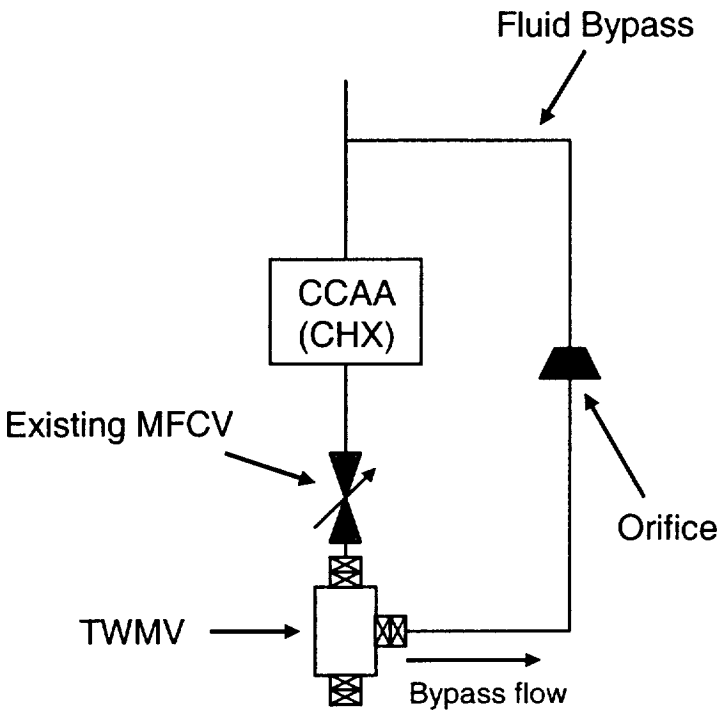 Fluid Bypass
CCAA
(CHX)
Existing MFCV
Orifice
TWMV
Bypass flow